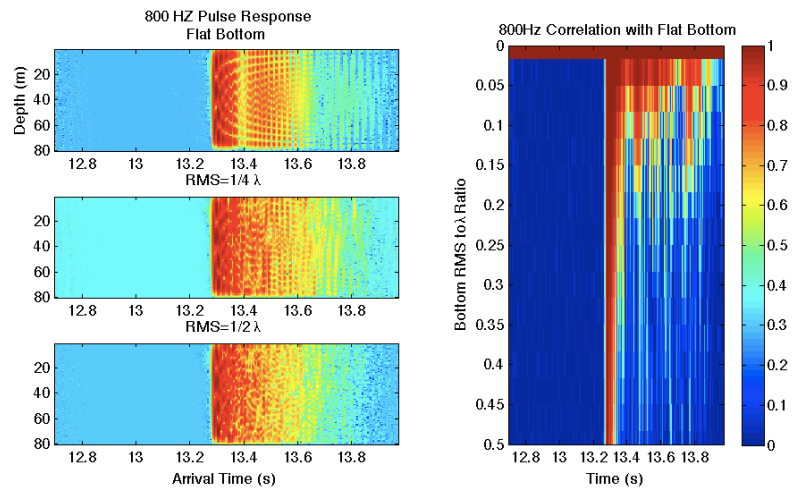 800 HZ Pulse Response
Flat Bottom
Depth (m)
20
40
60
80
12.8 13 13.2 13.4 13.6 13.8
RMS=1/4 λ
20
40
60
80
12.8 13 13.2 13.4 13.6 13.8
RMS=1/2 λ
20
40
60
80
12.8 13 13.2 13.4 13.6 13.8
Arrival Time (s)
800Hz Correlation with Flat Bottom
Bottom RMS to λ Ratio
0
0.05
0.1
0.15
0.2
0.25
0.3
0.35
0.4
0.45
0.5
12.8 13 13.2 13.4 13.6 13.8
Time (s)
1
0.9
0.8
0.7
0.6
0.5
0.4
0.3
0.2
0.1
0